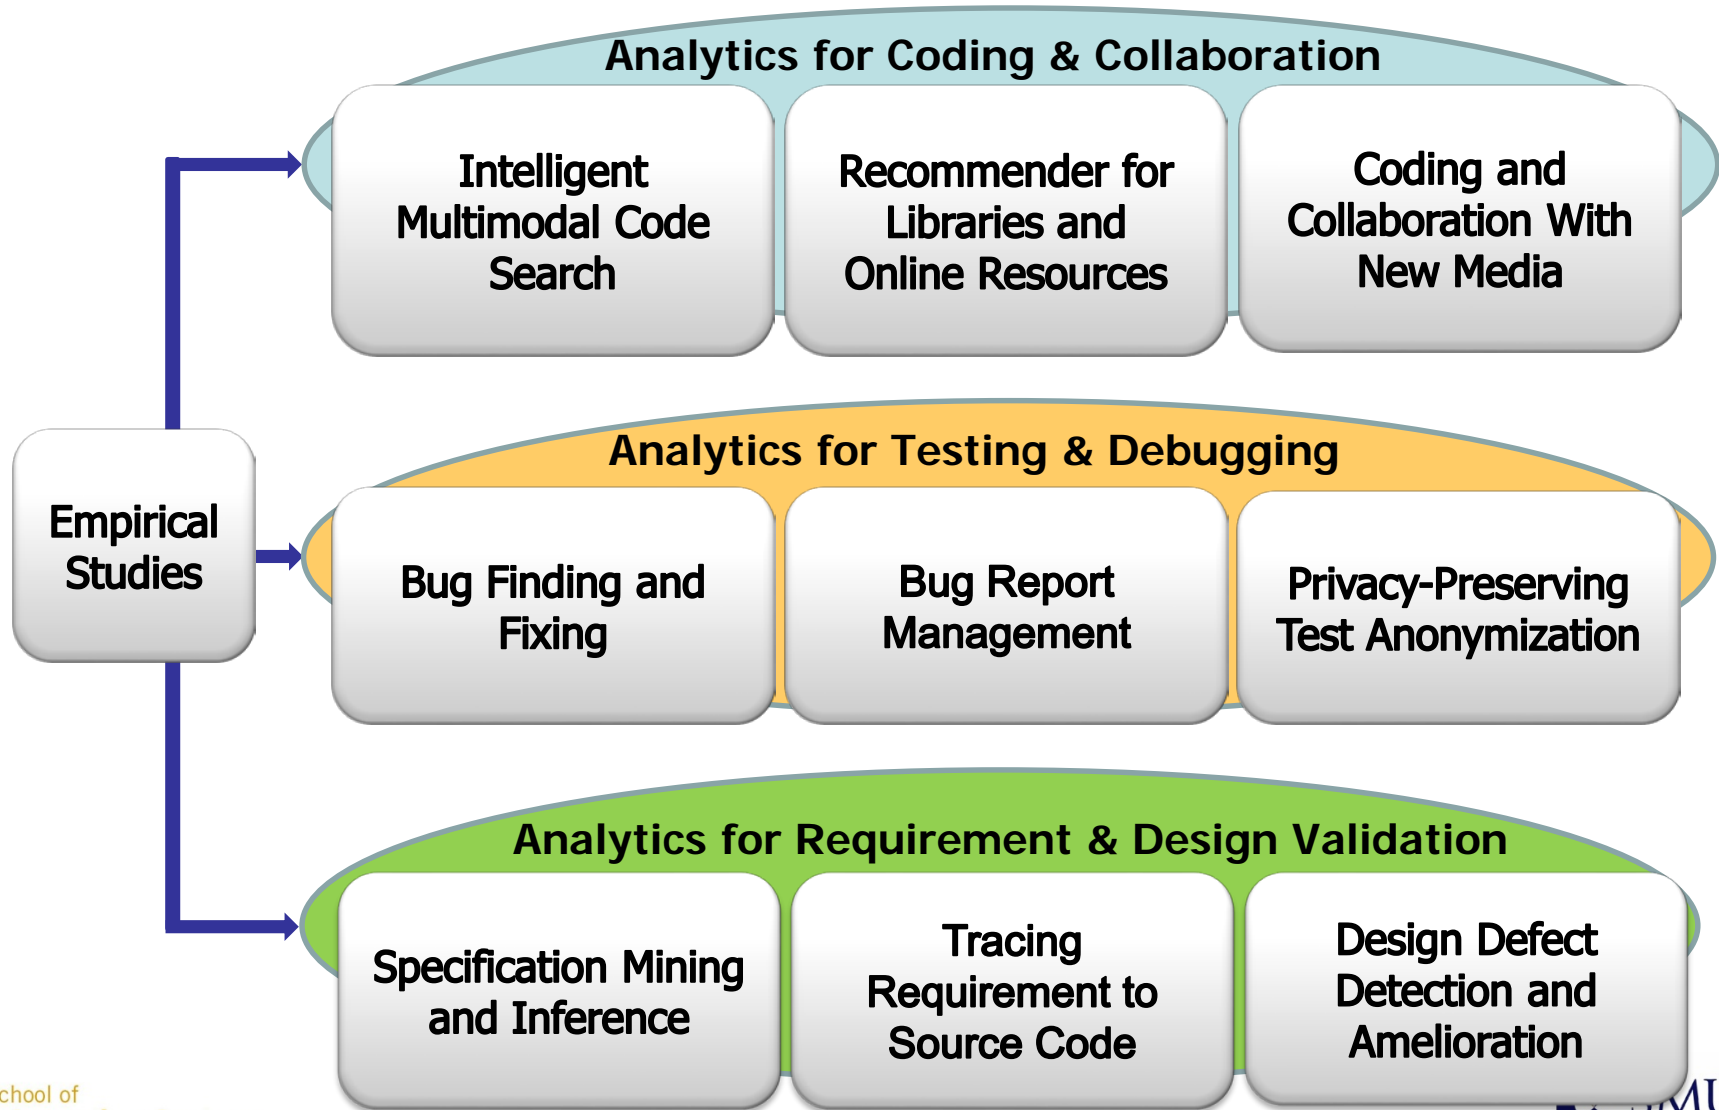 Analytics for Coding & Collaboration
Intelligent
Multimodal Code
Search
Recommender for
Libraries and
Online Resources
Coding and
Collaboration With
New Media
Empirical
Studies
Analytics for Testing & Debugging
Bug Finding and
Fixing
Bug Report
Management
Privacy-Preserving
Test Anonymization
Analytics for Requirement & Design Validation
Specification Mining
and Inference
Tracing
Requirement to
Source Code
Design Defect
Detection and
Amelioration
chool of